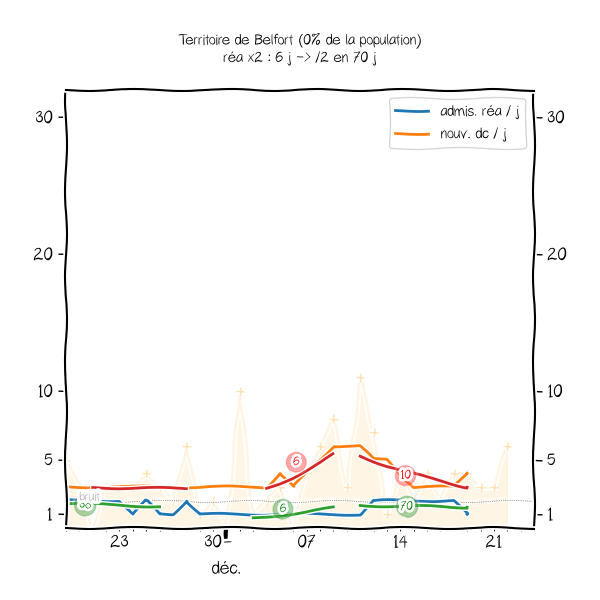 Territoire de Belfort (0% de la population)
réa x2 : 6 j -> /2 en 70 j
admis. réa / j
nouv. dc / j
30 30
20 20
10 10
5 5
1 1
6
10
bruit
6
70
23 30 07 14 21
déc.